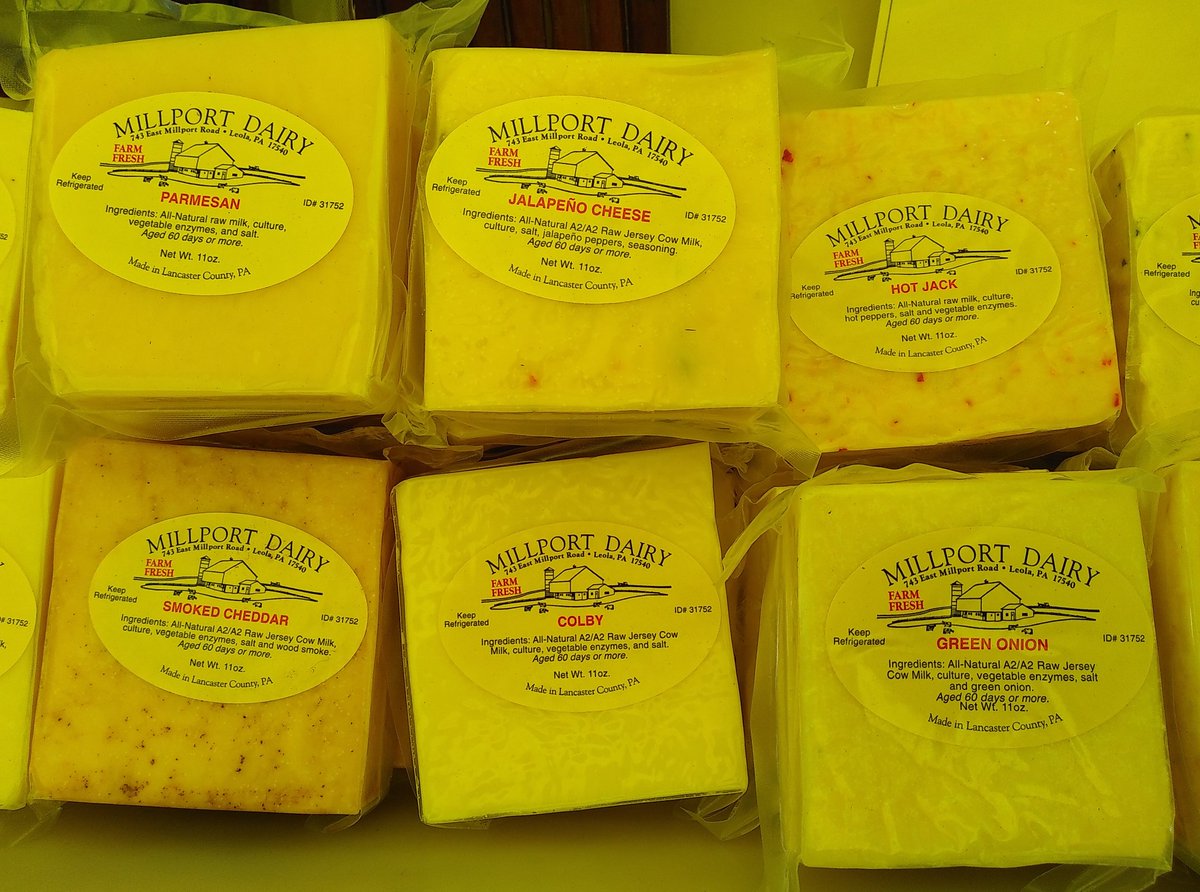 MILLPORT DAIRY
743 East Millport Road • Leola, PA 17540
FARM
FRESH
Keep
Refrigerated
ID# 31752
PARMESAN
Ingredients: All-Natural raw milk, culture,
vegetable enzymes, and salt.
Aged 60 days or more.
Net Wt. 11oz.
Made in Lancaster County, PA
MILLPORT DAIRY
743 East Millport Road • Leola, PA 17540
FARM
FRESH
Keep
Refrigerated
ID# 31752
JALAPEÑO CHEESE
Ingredients: All-Natural A2/A2 Raw Jersey Cow Milk,
culture, salt, jalapeño peppers, seasoning.
Aged 60 days or more.
Net Wt. 11oz.
Made in Lancaster County, PA
MILLPORT DAIRY
743 East Millport Road • Leola, PA 17540
FARM
FRESH
Keep
Refrigerated
ID# 31752
HOT JACK
Ingredients: All-Natural raw milk, culture,
hot peppers, salt and vegetable enzymes.
Aged 60 days or more.
Net Wt. 11oz.
Made in Lancaster County, PA
Keep
Refrigerated
MILLPORT DAIRY
743 East Millport Road • Leola, PA 17540
FARM
FRESH
Keep
Refrigerated
ID# 31752
SMOKED CHEDDAR
Ingredients: All-Natural A2/A2 Raw Jersey Cow Milk,
culture, vegetable enzymes, salt and wood smoke.
Aged 60 days or more.
Net Wt. 11oz.
Made in Lancaster County, PA
MILLPORT DAIRY
743 East Millport Road • Leola, PA 17540
FARM
FRESH
Keep
Refrigerated
ID# 31752
COLBY
Ingredients: All-Natural A2/A2 Raw Jersey Cow
Milk, culture, vegetable enzymes, and salt.
Aged 60 days or more.
Net Wt. 11oz.
Made in Lancaster County, PA
MILLPORT DAIRY
743 East Millport Road • Leola, PA 17540
FARM
FRESH
Keep
Refrigerated
ID# 31752
GREEN ONION
Ingredients: All-Natural A2/A2 Raw Jersey
Cow Milk, culture, vegetable enzymes, salt
and green onion.
Aged 60 days or more.
Net Wt. 11oz.
Made in Lancaster County, PA